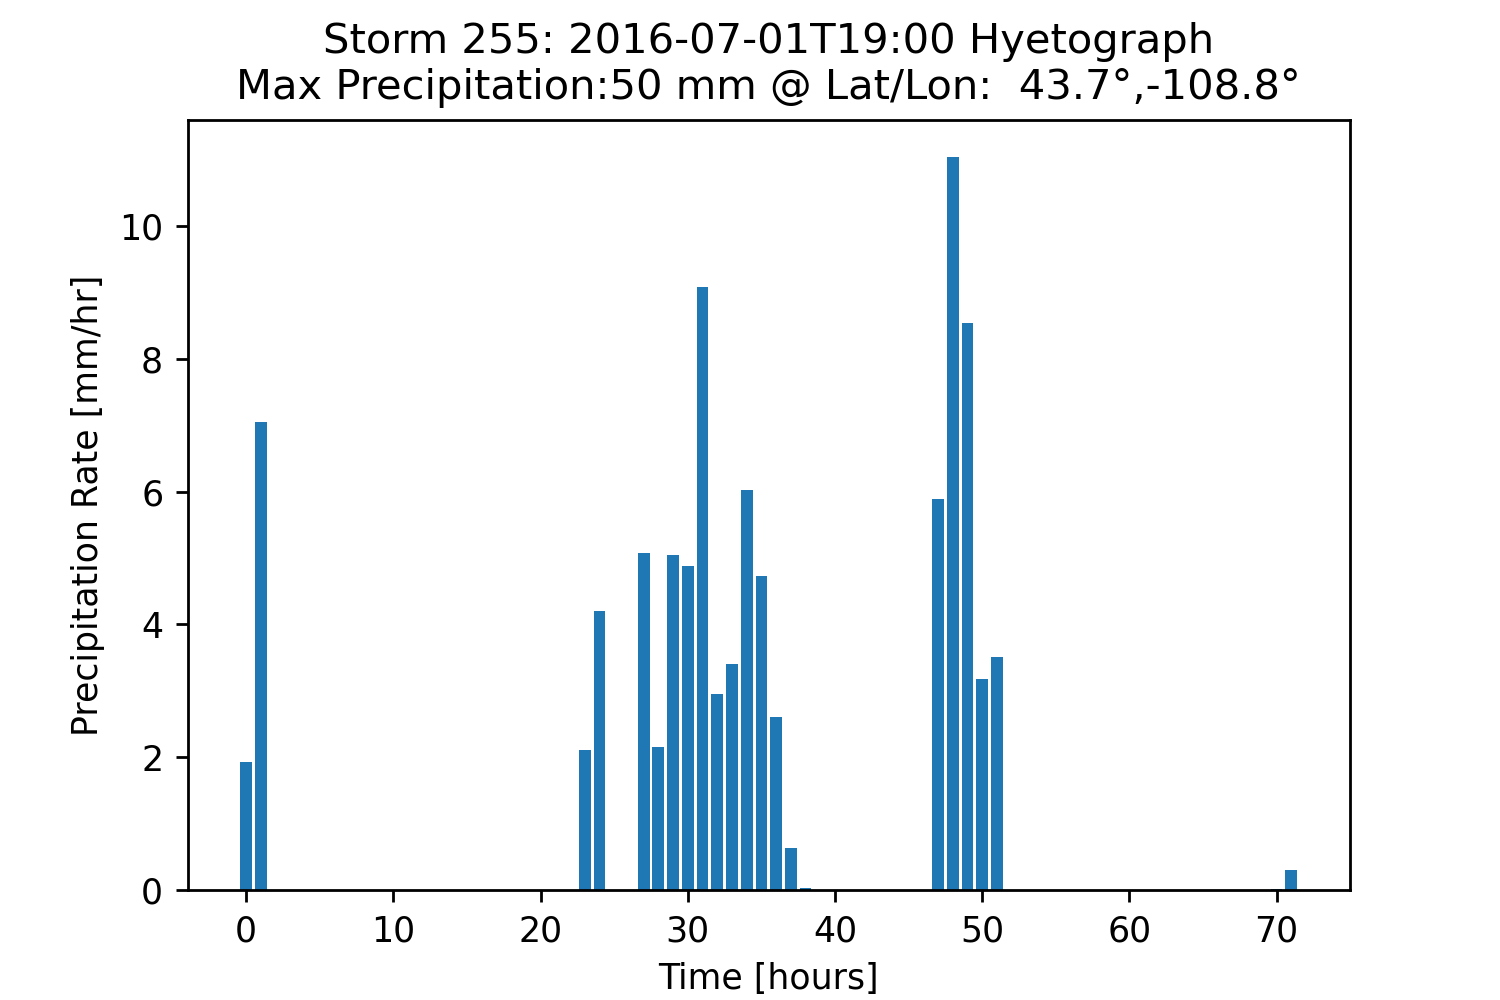 Storm 255: 2016-07-01T19:00 Hyetograph
Max Precipitation:50 mm @ Lat/Lon:  43.7°,-108.8°
Precipitation Rate [mm/hr]
10
8
6
4
2
0
0 10 20 30 40 50 60 70
Time [hours]